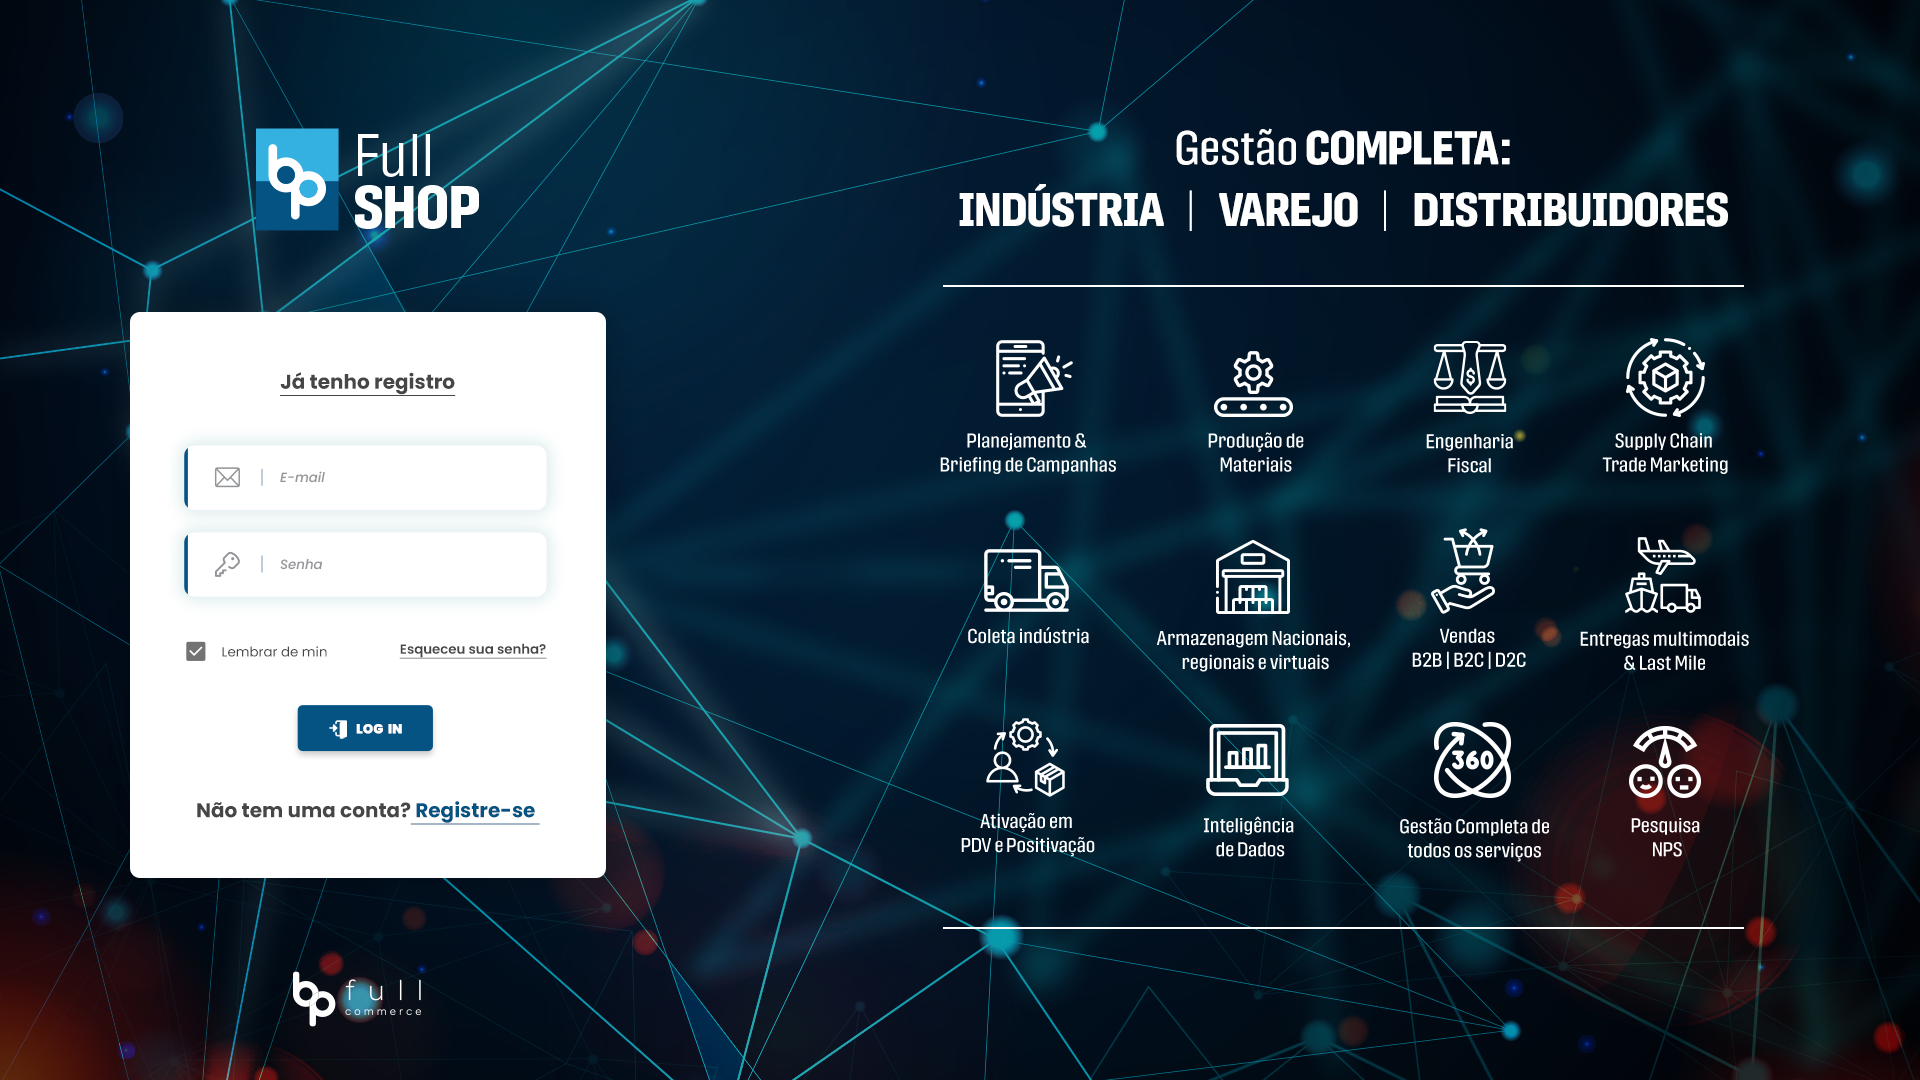 bp Full
SHOP
Já tenho registro
E-mail
Senha
Lembrar de min
Esqueceu sua senha?
LOG IN
Não tem uma conta? Registre-se
bp full
commerce
Gestão COMPLETA:
INDÚSTRIA | VAREJO | DISTRIBUIDORES
Planejamento &
Briefing de Campanhas
Produção de
Materiais
$
Engenharia
Fiscal
Supply Chain
Trade Marketing
Coleta indústria
Armazenagem Nacionais,
regionais e virtuais
Vendas
B2B | B2C | D2C
Entregas multimodais
& Last Mile
Ativação em
PDV e Positivação
Inteligência
de Dados
360
Gestão Completa de
todos os serviços
Pesquisa
NPS